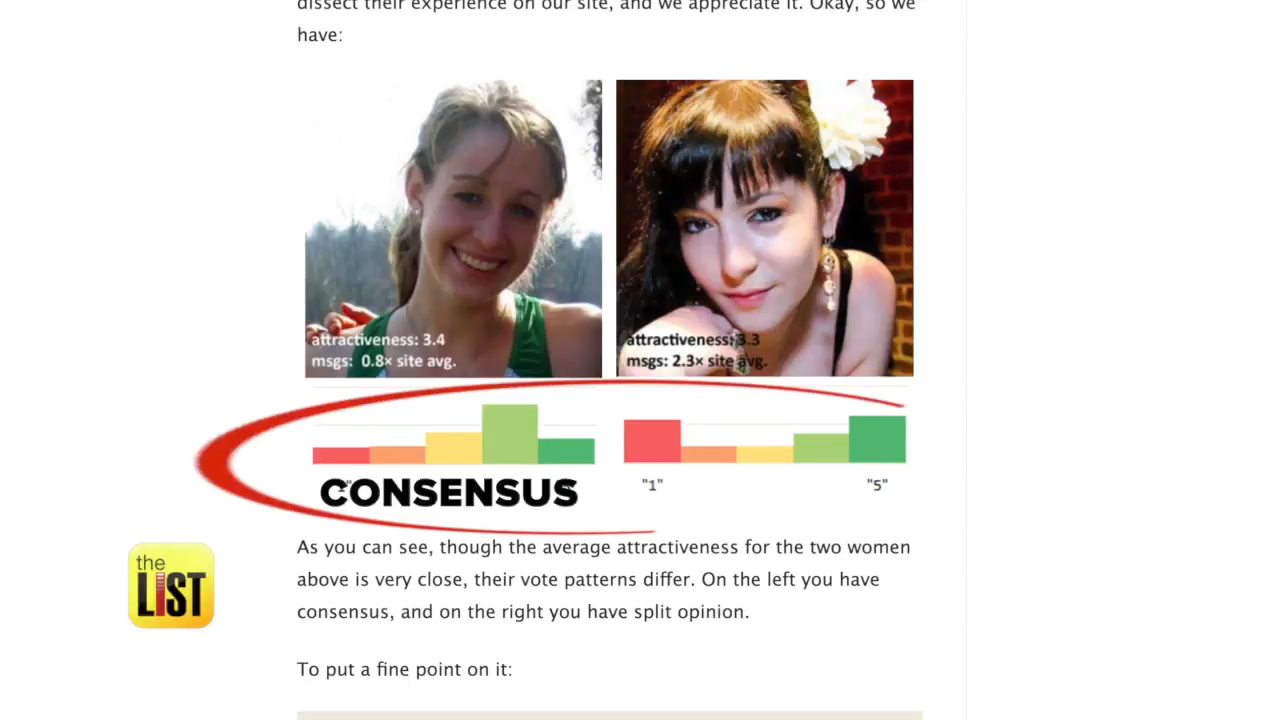 dissect their experience on our site, and we appreciate it. Okay, so we
have:
attractiveness: 3.4
msgs: 0.8× site avg.
attractiveness: 3.3
msgs: 2.3× site avg.
CONSENSUS
"1"
"5"
As you can see, though the average attractiveness for the two women
above is very close, their vote patterns differ. On the left you have
consensus, and on the right you have split opinion.
the
LiST
To put a fine point on it: